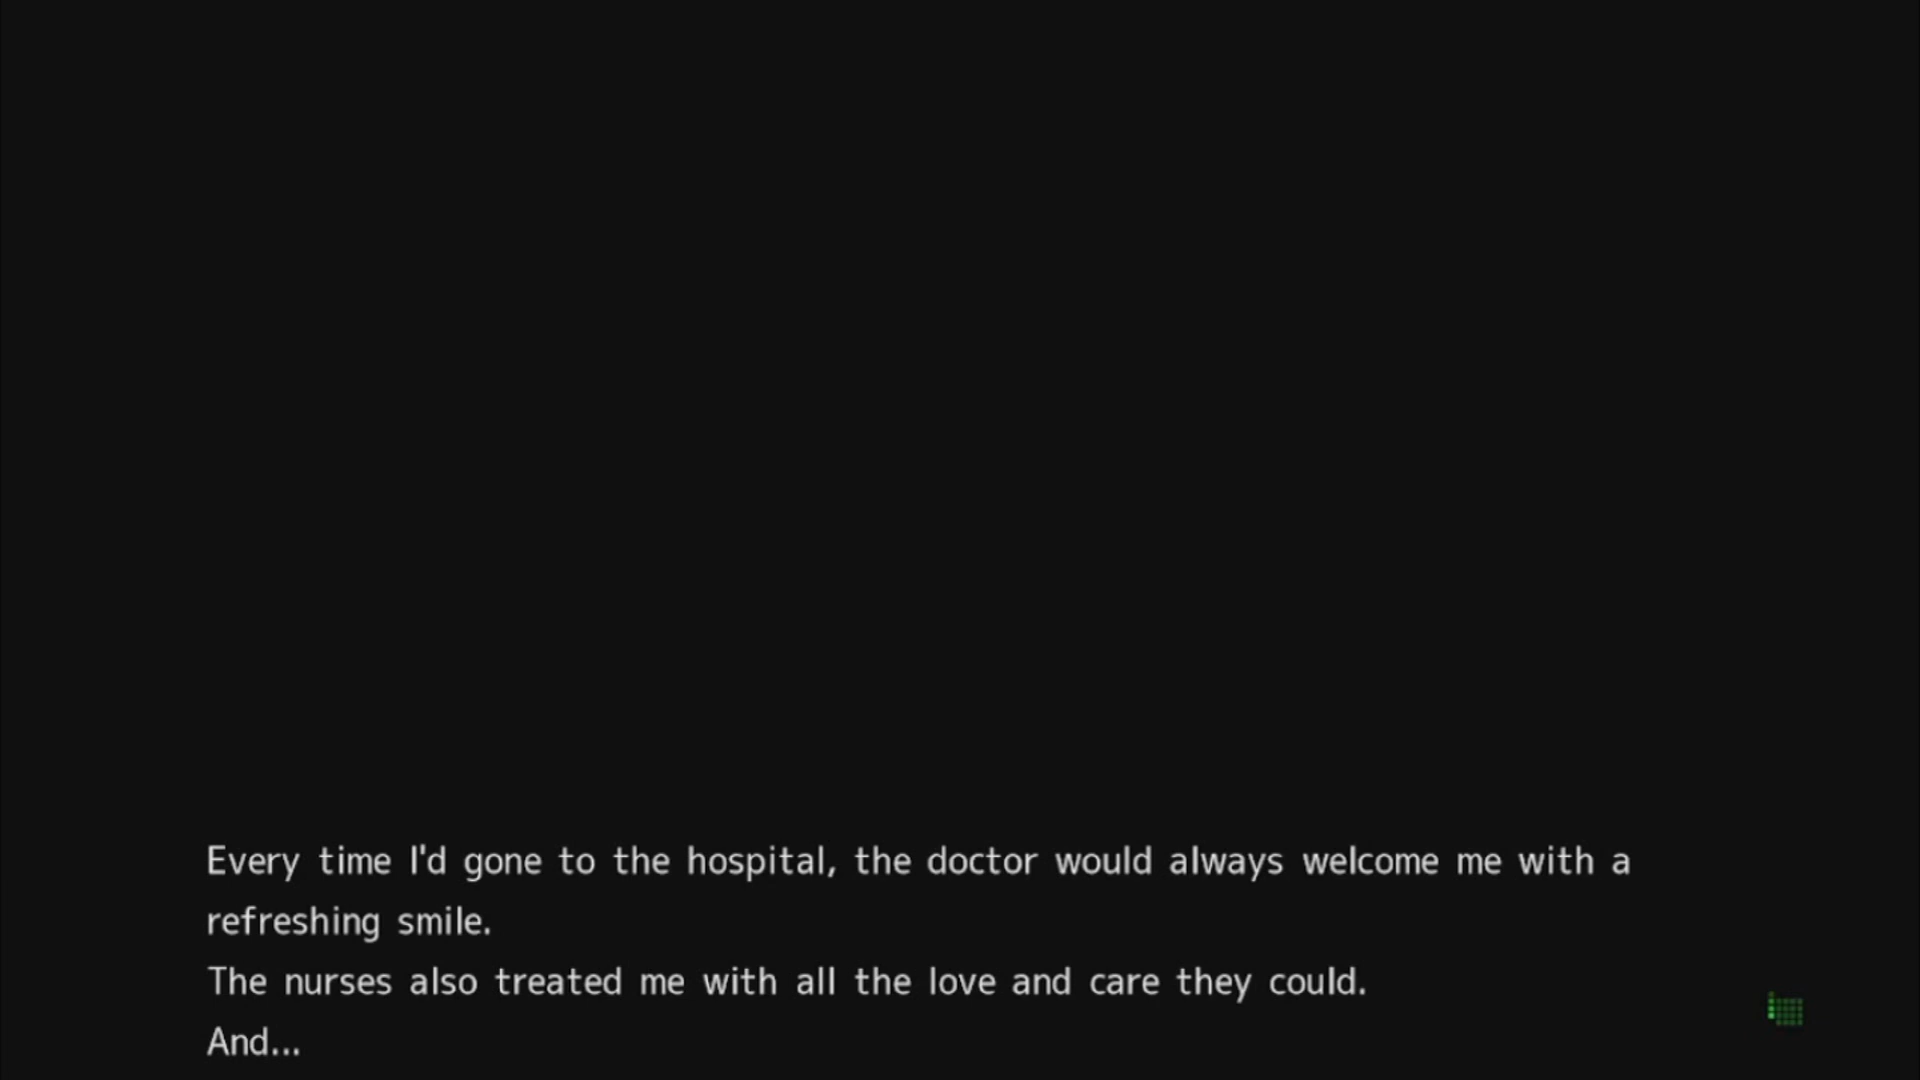 Every time I'd gone to the hospital, the doctor would always welcome me with a
refreshing smile.
The nurses also treated me with all the love and care they could.
And...